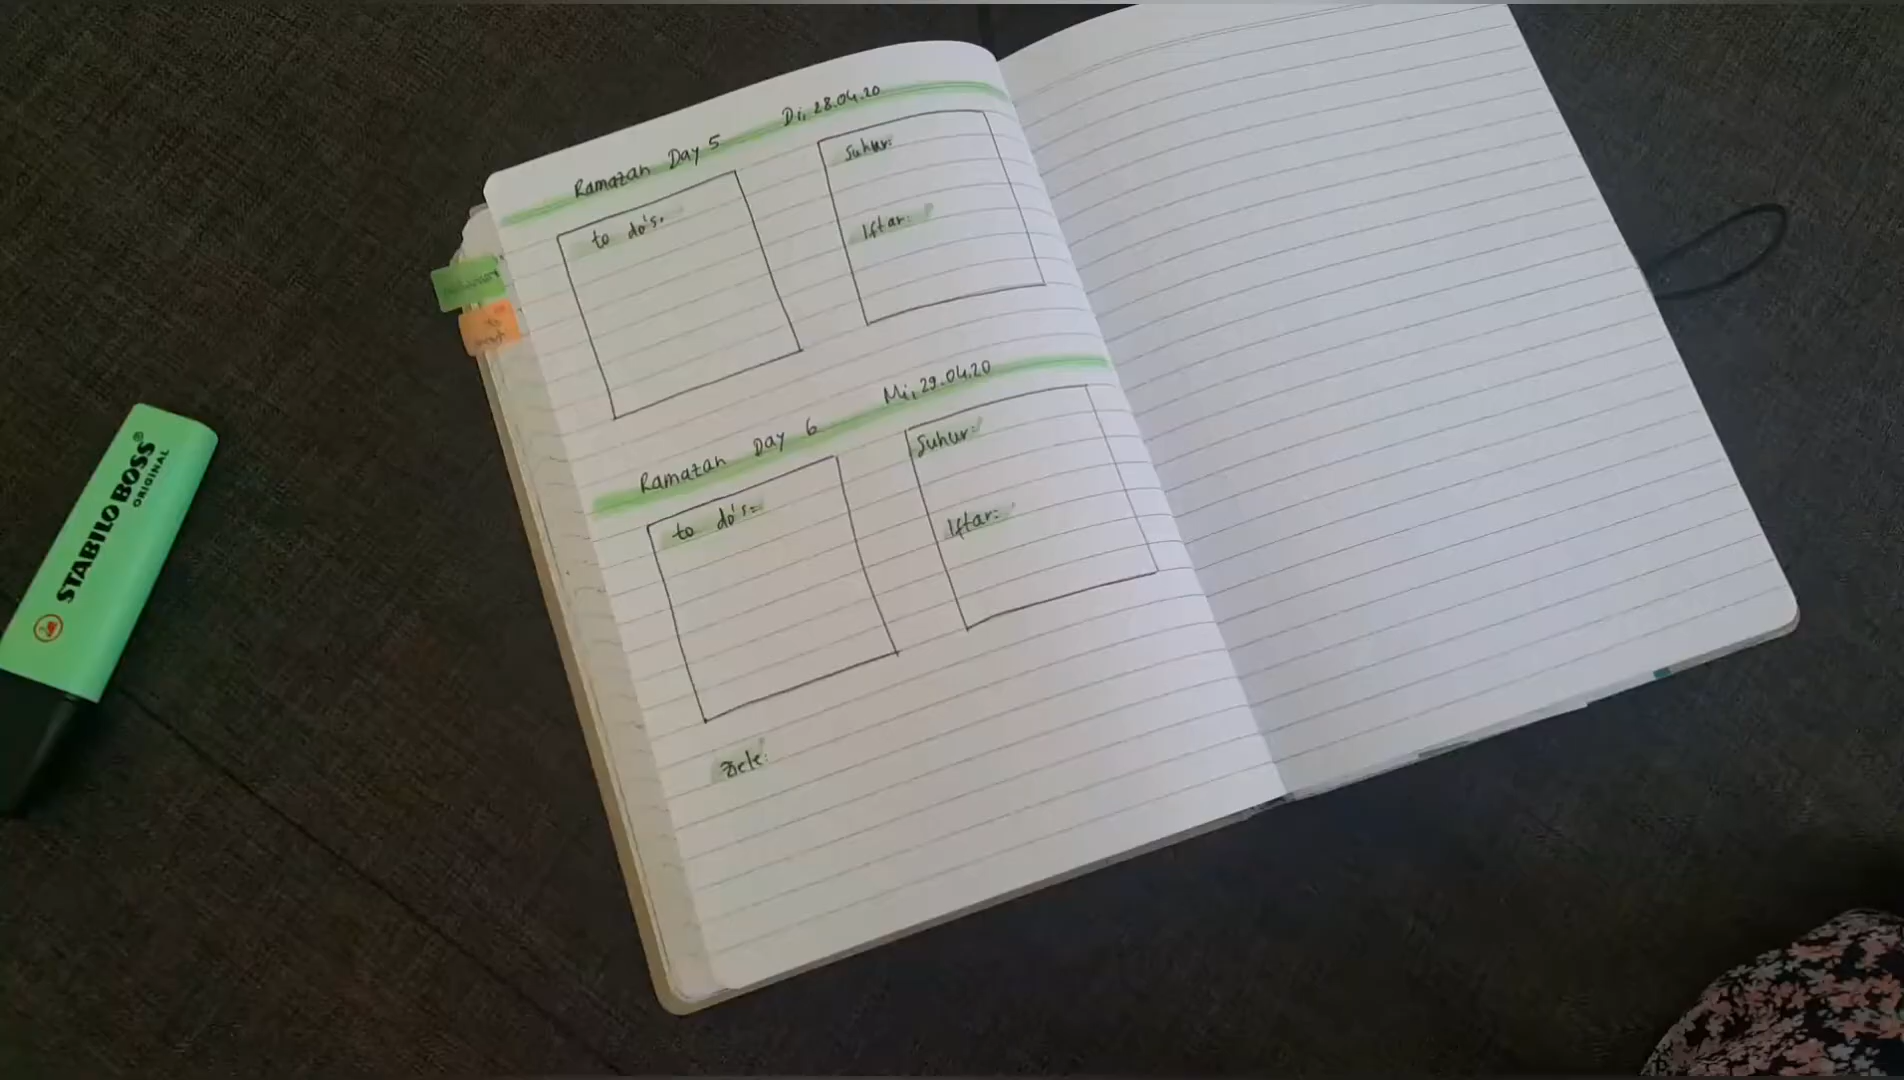 Ramazan Day 5 Di, 28.04.20
to do's:
Suhur:
Iftar:
Ramazan Day 6 Mi, 29.04.20
to do's:
Suhur:
Iftar:
Ziele:
STABILO BOSS®
ORIGINAL